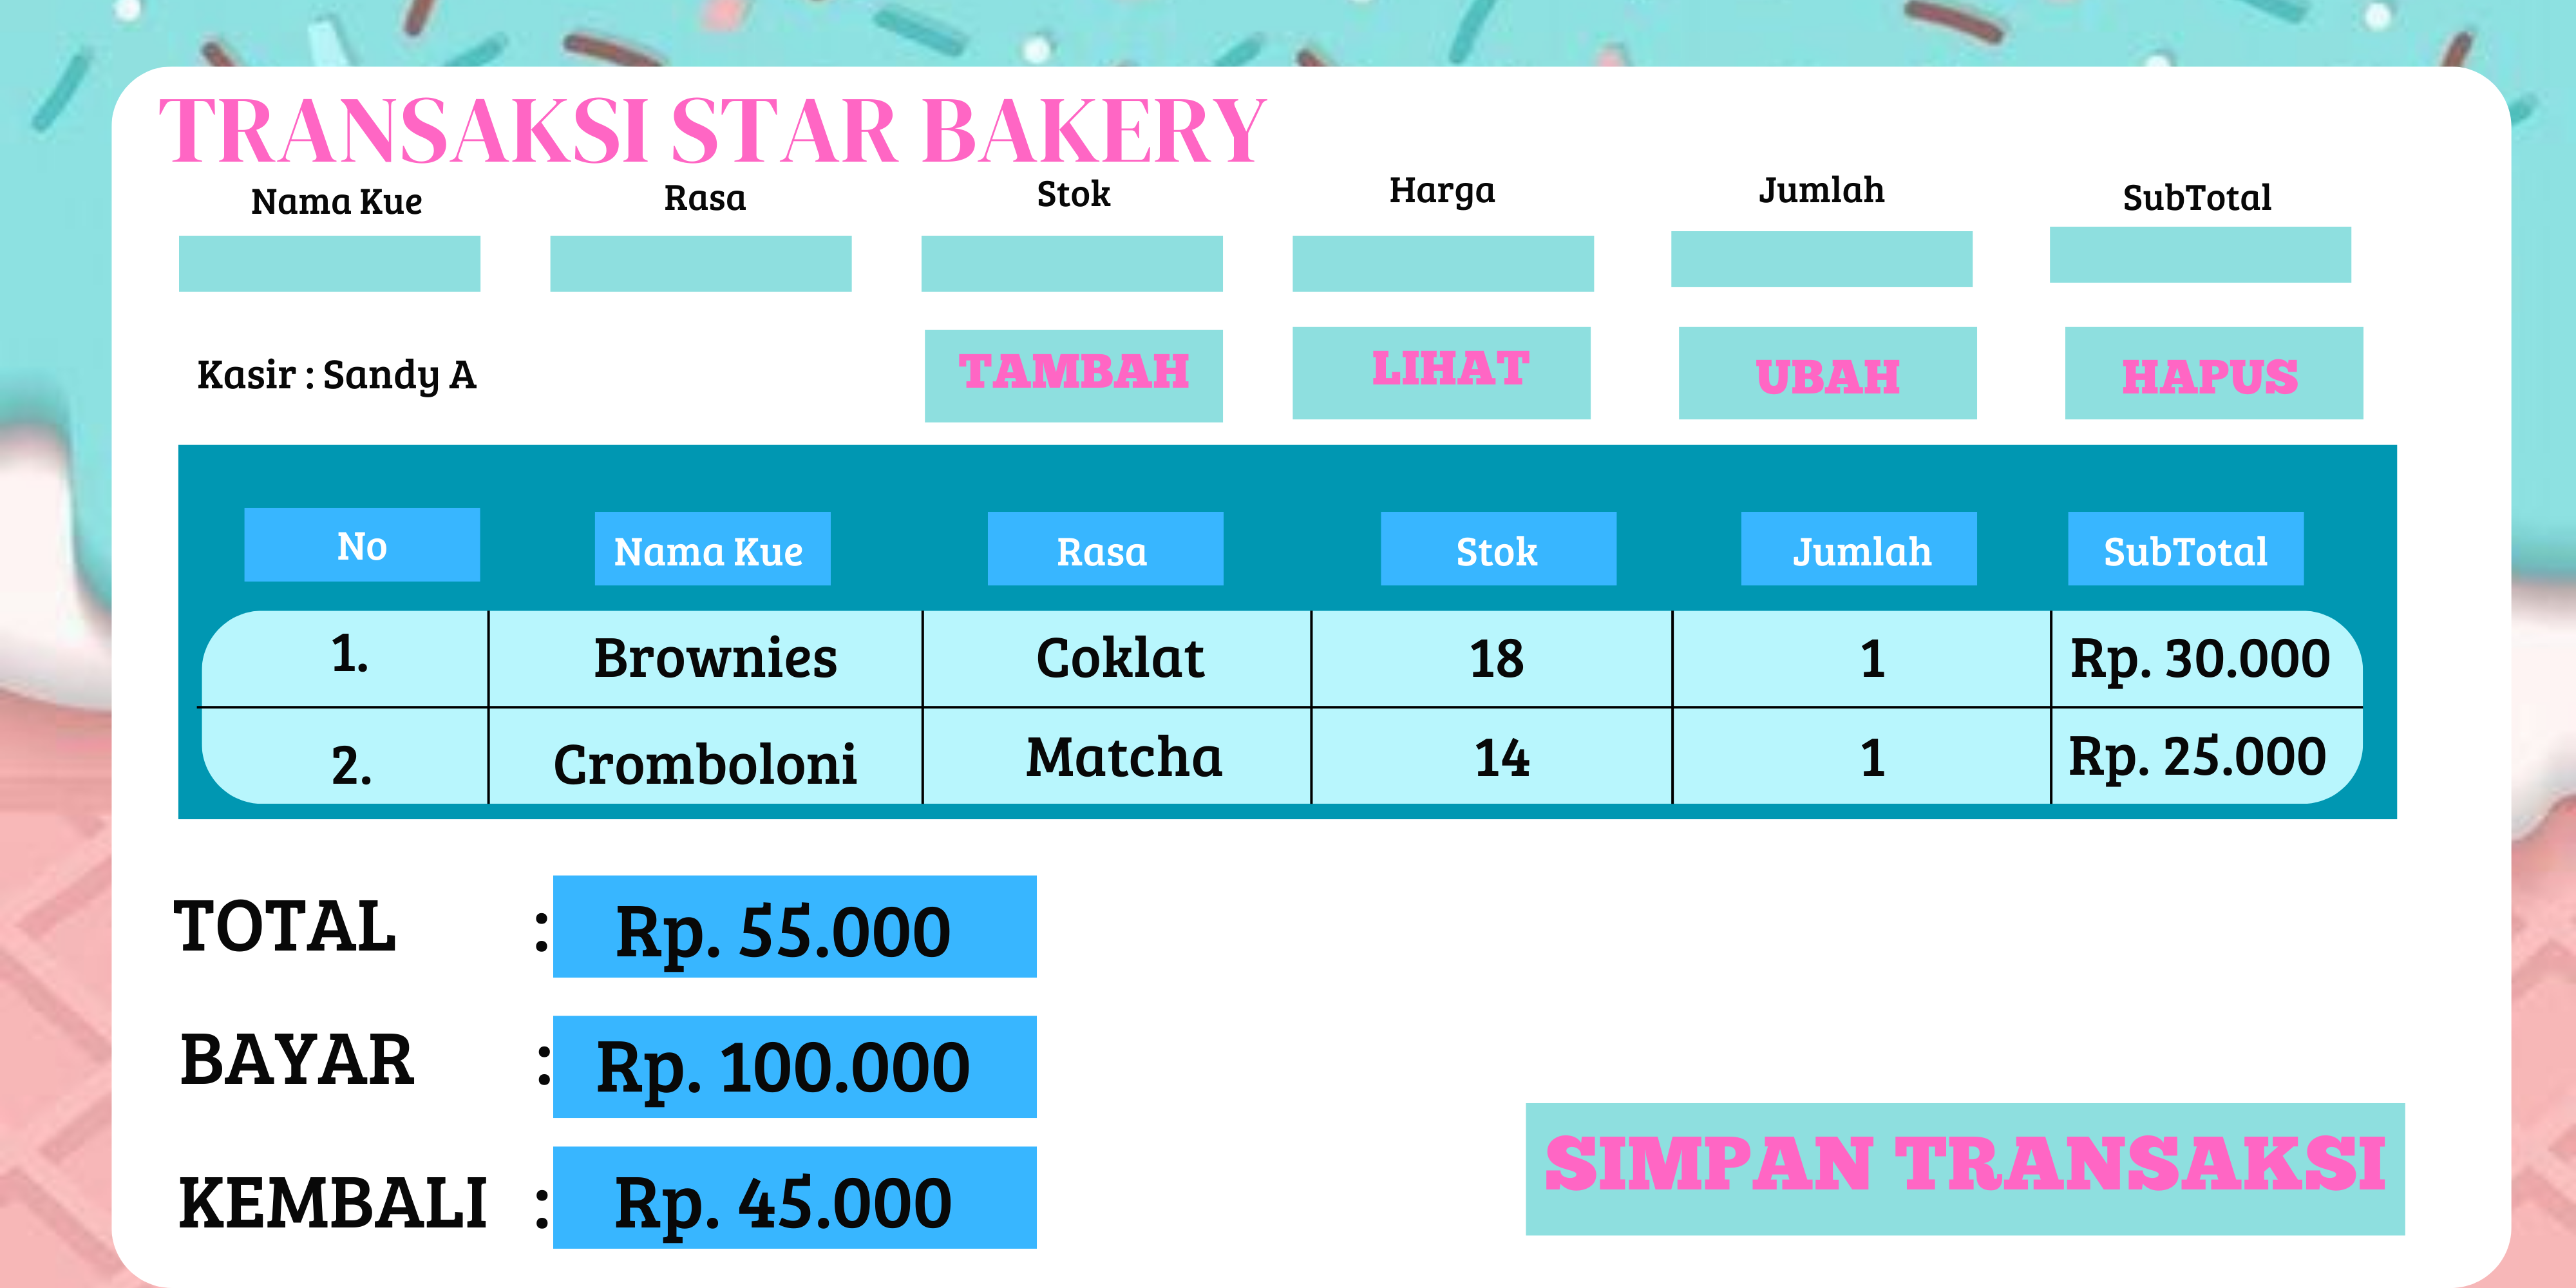 TRANSAKSI STAR BAKERY
Nama Kue Rasa Stok Harga Jumlah SubTotal
Kasir : Sandy A TAMBAH LIHAT UBAH HAPUS
No Nama Kue Rasa Stok Jumlah SubTotal
1. Brownies Coklat 18 1 Rp. 30.000
2. Cromboloni Matcha 14 1 Rp. 25.000
TOTAL : Rp. 55.000
BAYAR : Rp. 100.000
KEMBALI : Rp. 45.000
SIMPAN TRANSAKSI